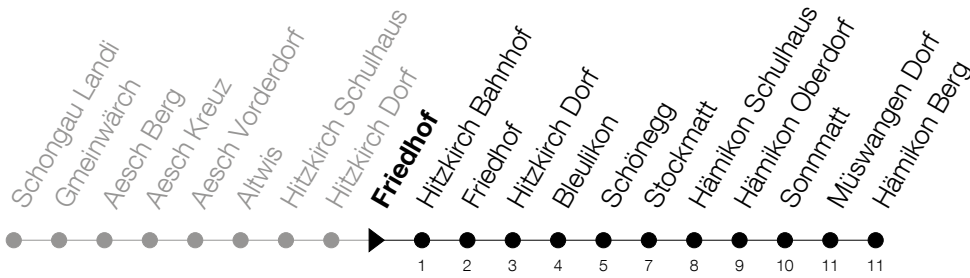 Schongau Landi
Gmeinwärch
Aesch Berg
Aesch Kreuz
Aesch Vorderdorf
Altwis
Hitzkirch Schulhaus
Hitzkirch Dorf
Friedhof
Hitzkirch Bahnhof
Friedhof
Hitzkirch Dorf
Bleulikon
Schönegg
Stockmatt
Hämikon Schulhaus
Hämikon Oberdorf
Sonnmatt
Müswangen Dorf
Hämikon Berg
1 2 3 4 5 7 8 9 10 11 11